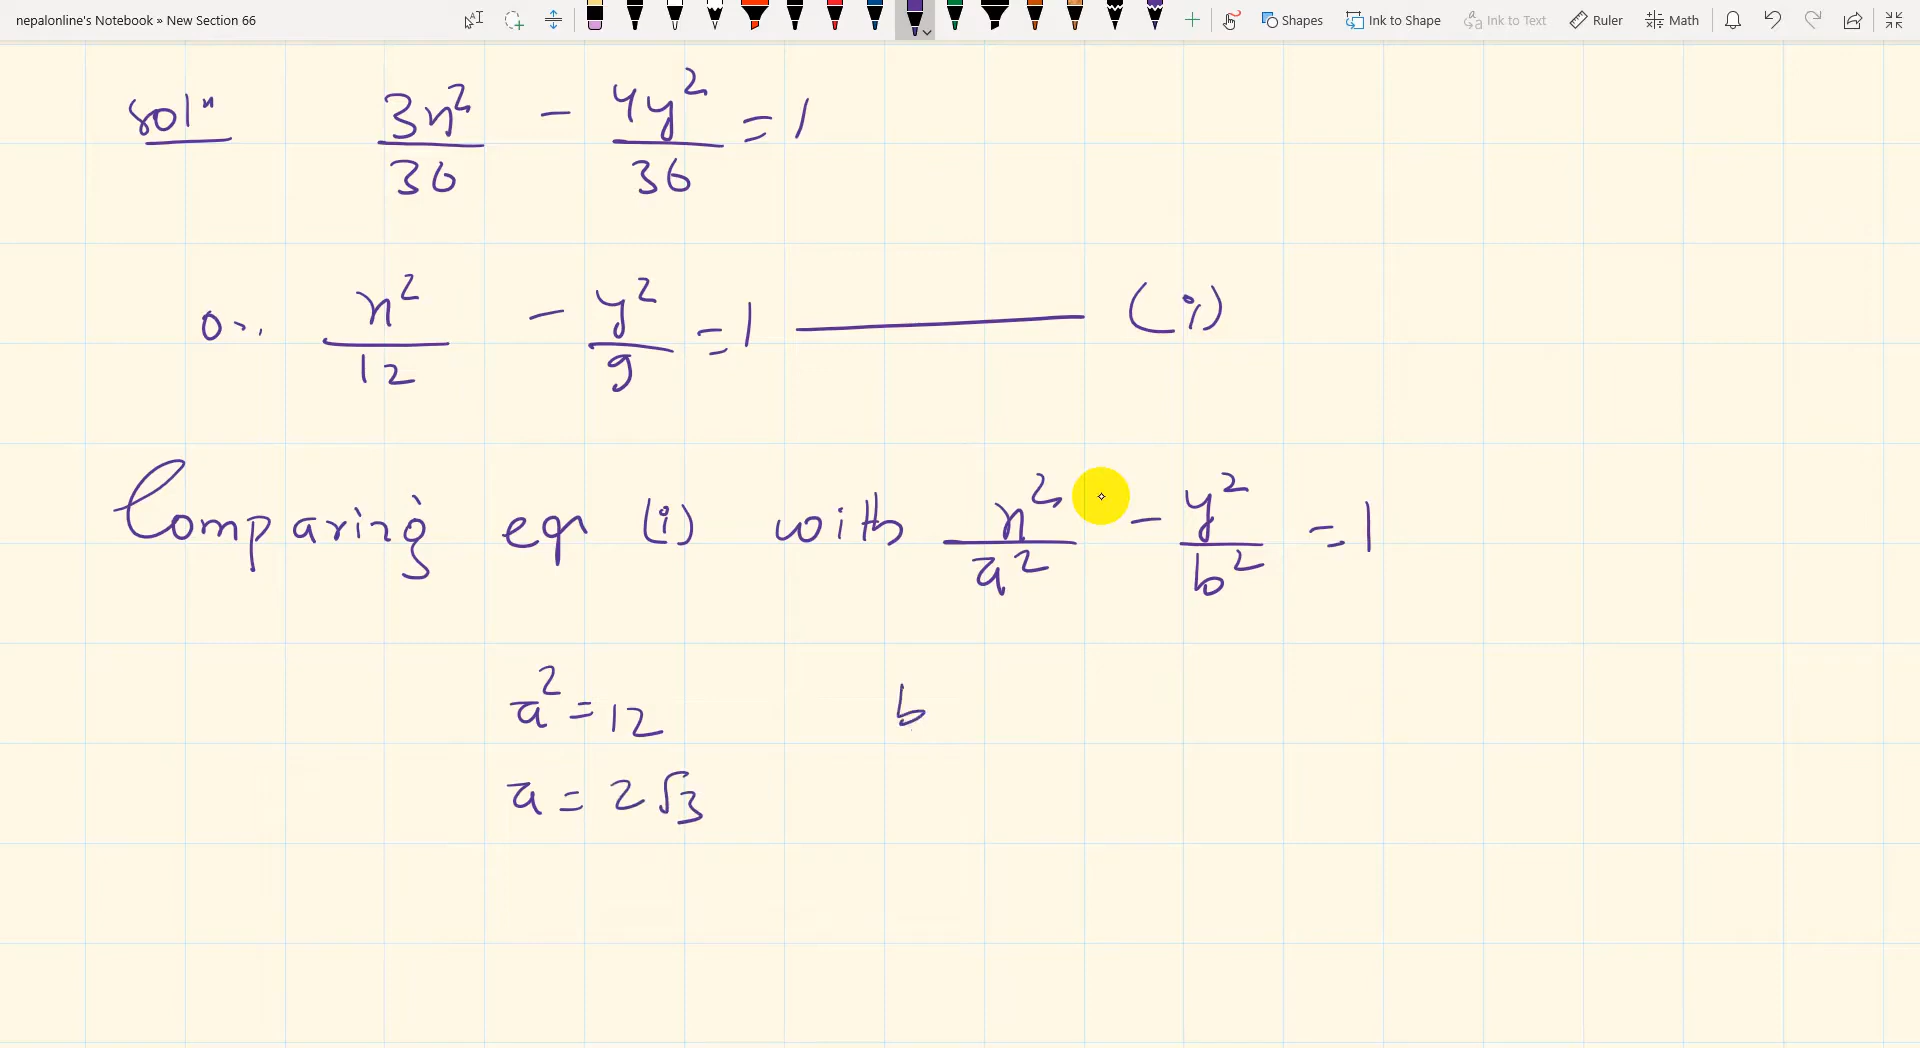 nepalonline's Notebook » New Section 66
Shapes Ink to Shape Ink to Text Ruler Math
solⁿ 3x²/36 - 4y²/36 = 1
or, x²/12 - y²/9 = 1 ——— (i)
Comparing eqn (i) with x²/a² - y²/b² = 1
a² = 12 b
a = 2√3